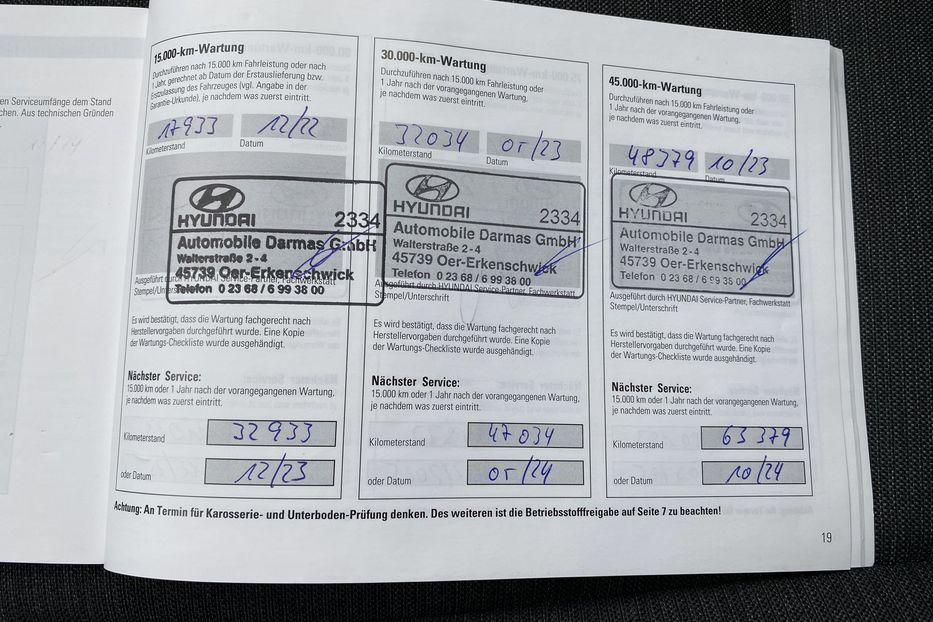 en Serviceumfänge dem Stand
chen. Aus technischen Gründen
15.000-km-Wartung
Durchzuführen nach 15.000 km Fahrleistung oder nach
1 Jahr, gerechnet ab Datum der Erstauslieferung bzw.
Erstzulassung des Fahrzeuges (vgl. Angabe in der
Garantie-Urkunde), je nachdem was zuerst eintritt.
17933 12/22
Kilometerstand Datum
HYUNDAI 2334
Automobile Darmas GmbH
Walterstraße 2-4
45739 Oer-Erkenschwick
Telefon 0 23 68 / 6 99 38 00
Ausgeführt durch HYUNDAI Service-Partner, Fachwerkstatt
Es wird bestätigt, dass die Wartung fachgerecht nach
Herstellervorgaben durchgeführt wurde. Eine Kopie
der Wartungs-Checkliste wurde ausgehändigt.
Nächster Service:
15.000 km oder 1 Jahr nach der vorangegangenen Wartung,
je nachdem was zuerst eintritt.
Kilometerstand 32933
oder Datum 12/23
30.000-km-Wartung
Durchzuführen nach 15.000 km Fahrleistung oder
1 Jahr nach der vorangegangenen Wartung,
je nachdem was zuerst eintritt.
32034 05/23
Kilometerstand Datum
HYUNDAI 2334
Automobile Darmas GmbH
Walterstraße 2-4
45739 Oer-Erkenschwick
Telefon 0 23 68 / 6 99 38 00
Ausgeführt durch HYUNDAI Service-Partner, Fachwerkstatt
Stempel/Unterschrift
Es wird bestätigt, dass die Wartung fachgerecht nach
Herstellervorgaben durchgeführt wurde. Eine Kopie
der Wartungs-Checkliste wurde ausgehändigt.
Nächster Service:
15.000 km oder 1 Jahr nach der vorangegangenen Wartung,
je nachdem was zuerst eintritt.
Kilometerstand 47034
oder Datum 05/24
45.000-km-Wartung
Durchzuführen nach 15.000 km Fahrleistung oder
1 Jahr nach der vorangegangenen Wartung,
je nachdem was zuerst eintritt.
48379 10/23
Kilometerstand Datum
HYUNDAI 2334
Automobile Darmas GmbH
Walterstraße 2-4
45739 Oer-Erkenschwick
Telefon 0 23 68 / 6 99 38 00
Ausgeführt durch HYUNDAI Service-Partner, Fachwerkstatt
Stempel/Unterschrift
Es wird bestätigt, dass die Wartung fachgerecht nach
Herstellervorgaben durchgeführt wurde. Eine Kopie
der Wartungs-Checkliste wurde ausgehändigt.
Nächster Service:
15.000 km oder 1 Jahr nach der vorangegangenen Wartung,
je nachdem was zuerst eintritt.
Kilometerstand 63379
oder Datum 10/24
Achtung: An Termin für Karosserie- und Unterboden-Prüfung denken. Des weiteren ist die Betriebsstofffreigabe auf Seite 7 zu beachten!
19